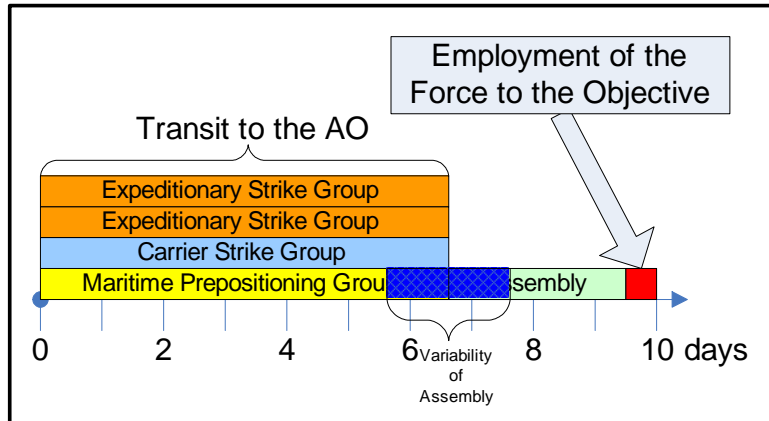 Employment of the
Force to the Objective
Transit to the AO
Expeditionary Strike Group
Expeditionary Strike Group
Carrier Strike Group
Maritime Prepositioning Grou ssembly
0 2 4 6 8 10 days
Variability
of
Assembly